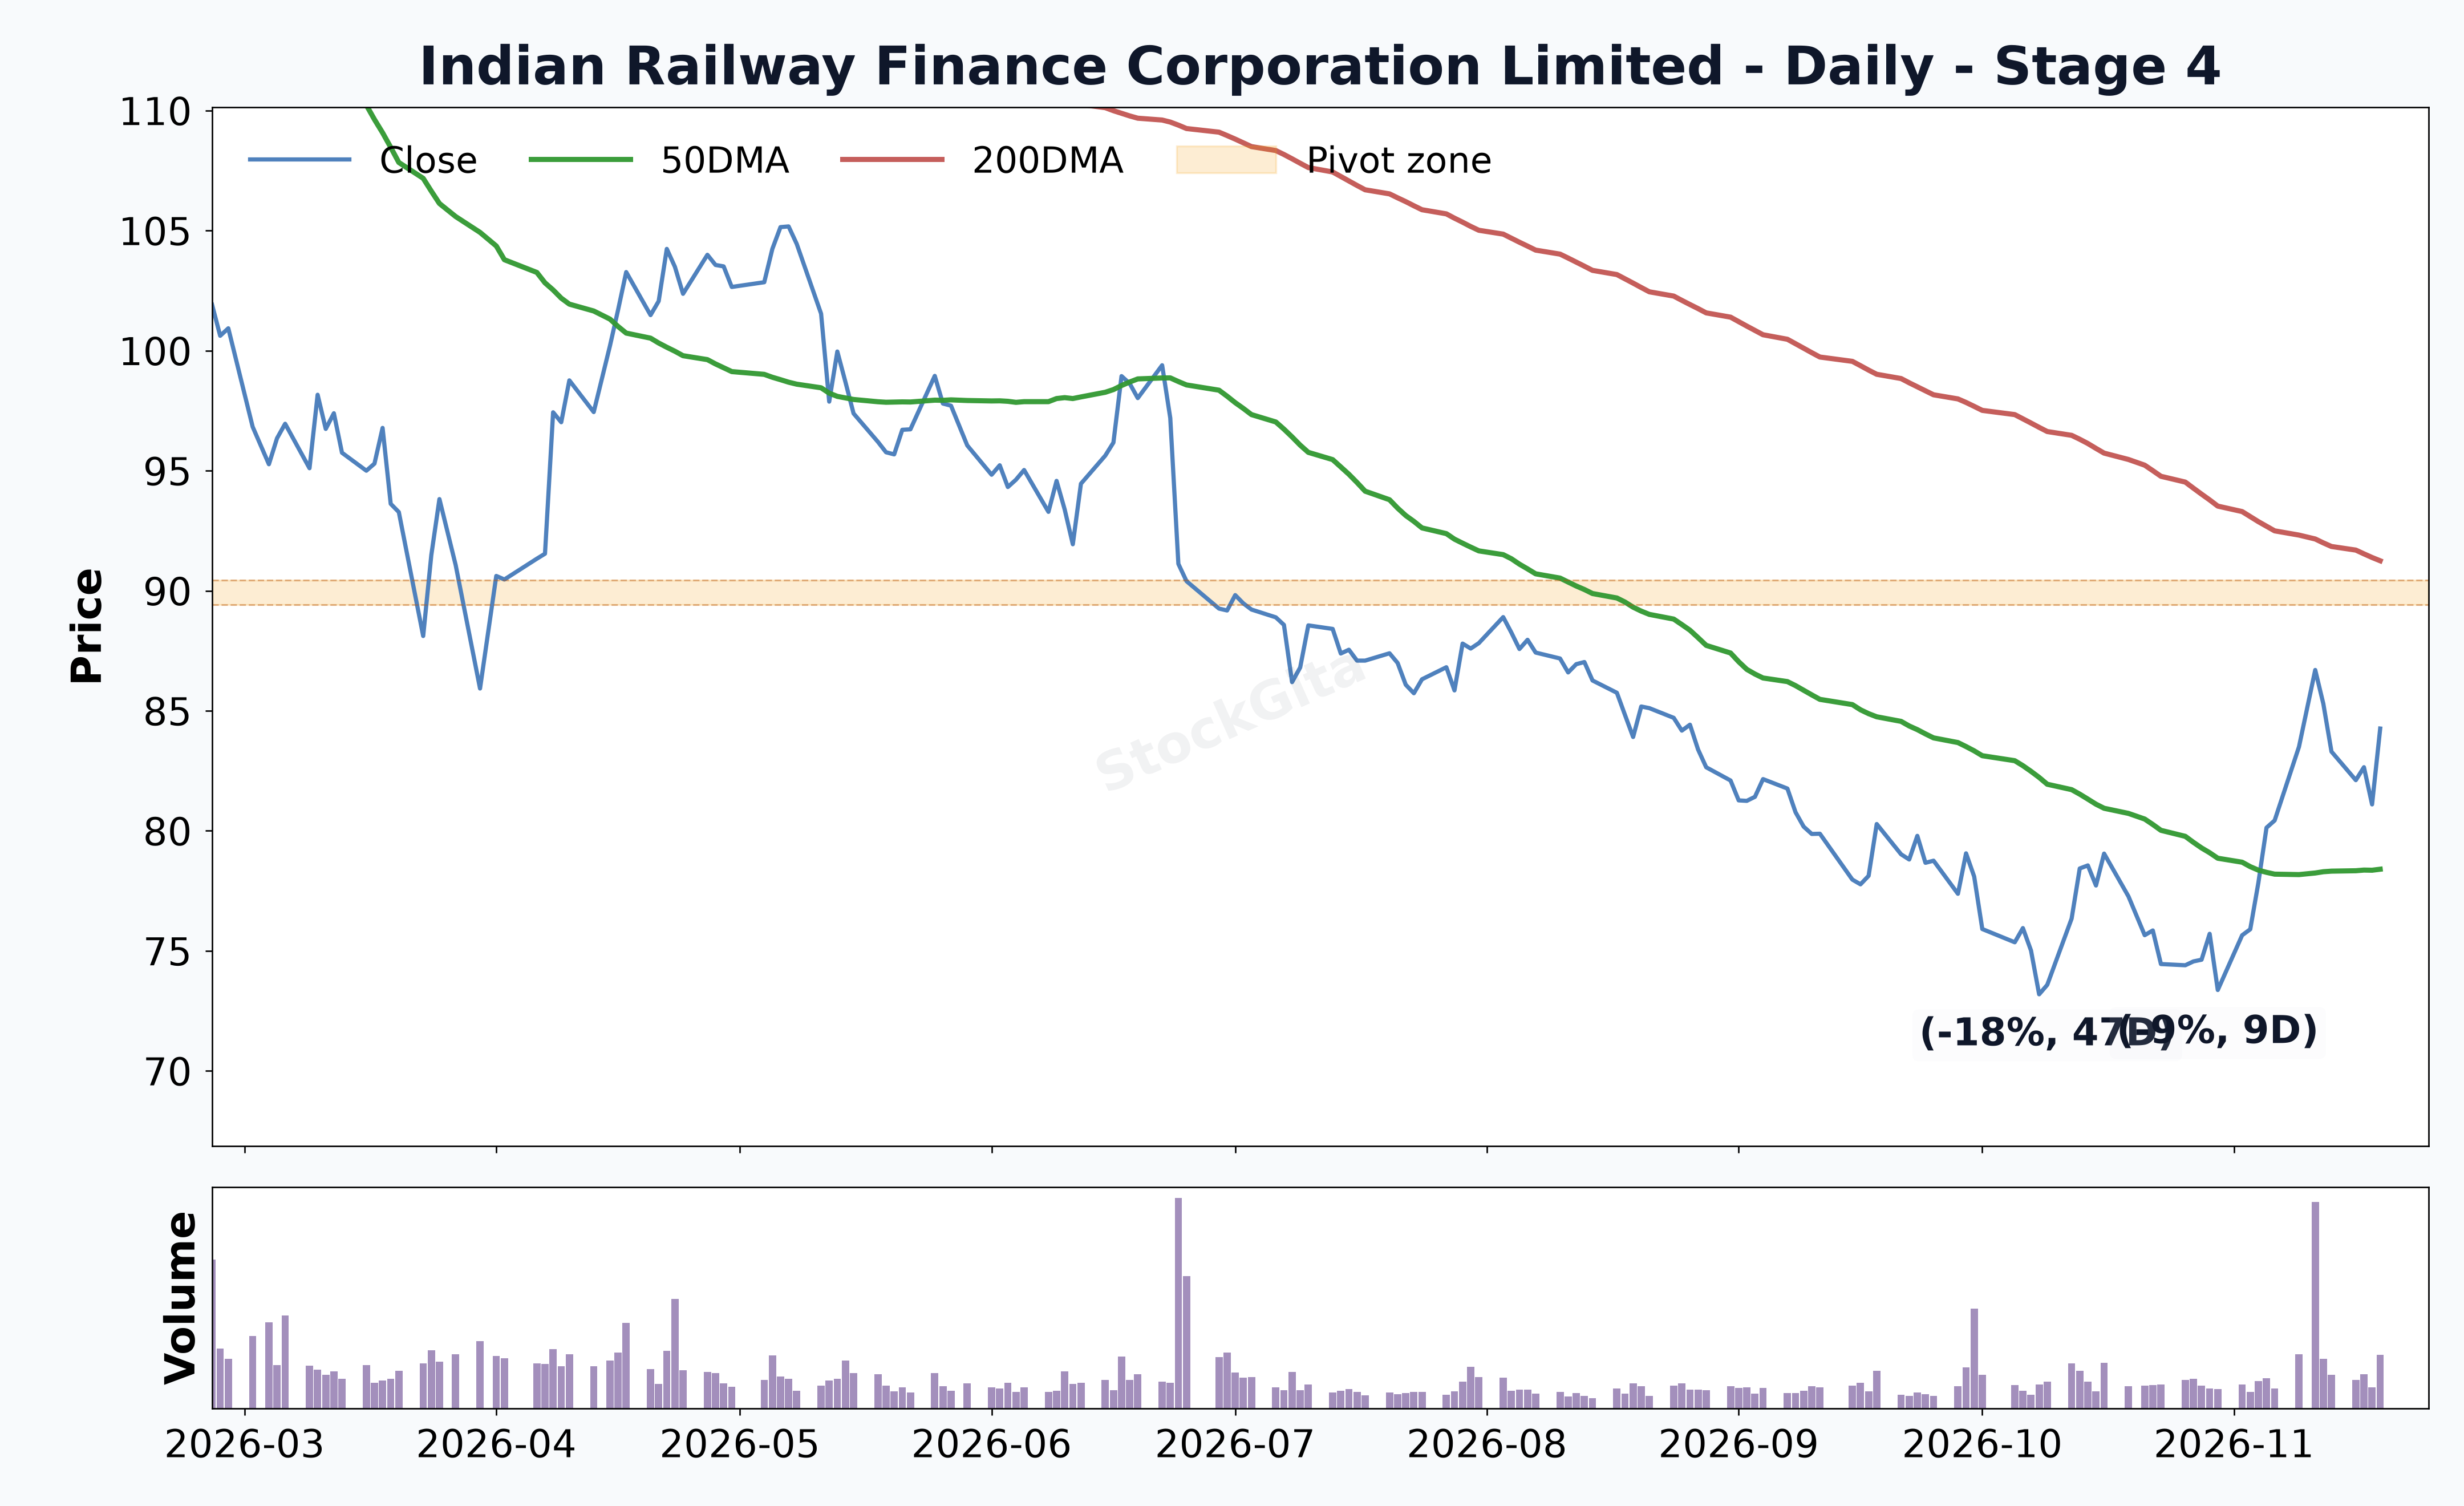 Indian Railway Finance Corporation Limited - Daily - Stage 4
Close 50DMA 200DMA Pivot zone
Price
110
105
100
95
90
85
80
75
70
StockGita
(-18%, 47D)
(-9%, 9D)
Volume
2026-03 2026-04 2026-05 2026-06 2026-07 2026-08 2026-09 2026-10 2026-11